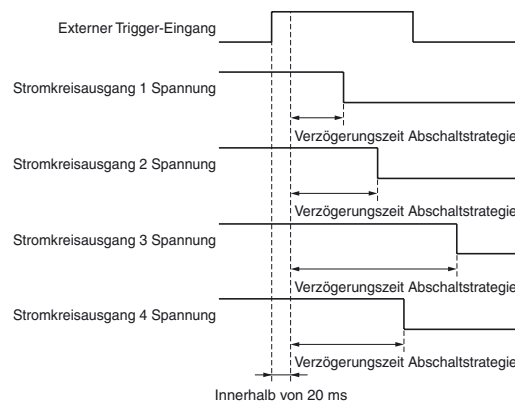 Externer Trigger-Eingang
Stromkreisausgang 1 Spannung
Verzögerungszeit Abschaltstrategie
Stromkreisausgang 2 Spannung
Verzögerungszeit Abschaltstrategie
Stromkreisausgang 3 Spannung
Verzögerungszeit Abschaltstrategie
Stromkreisausgang 4 Spannung
Verzögerungszeit Abschaltstrategie
Innerhalb von 20 ms